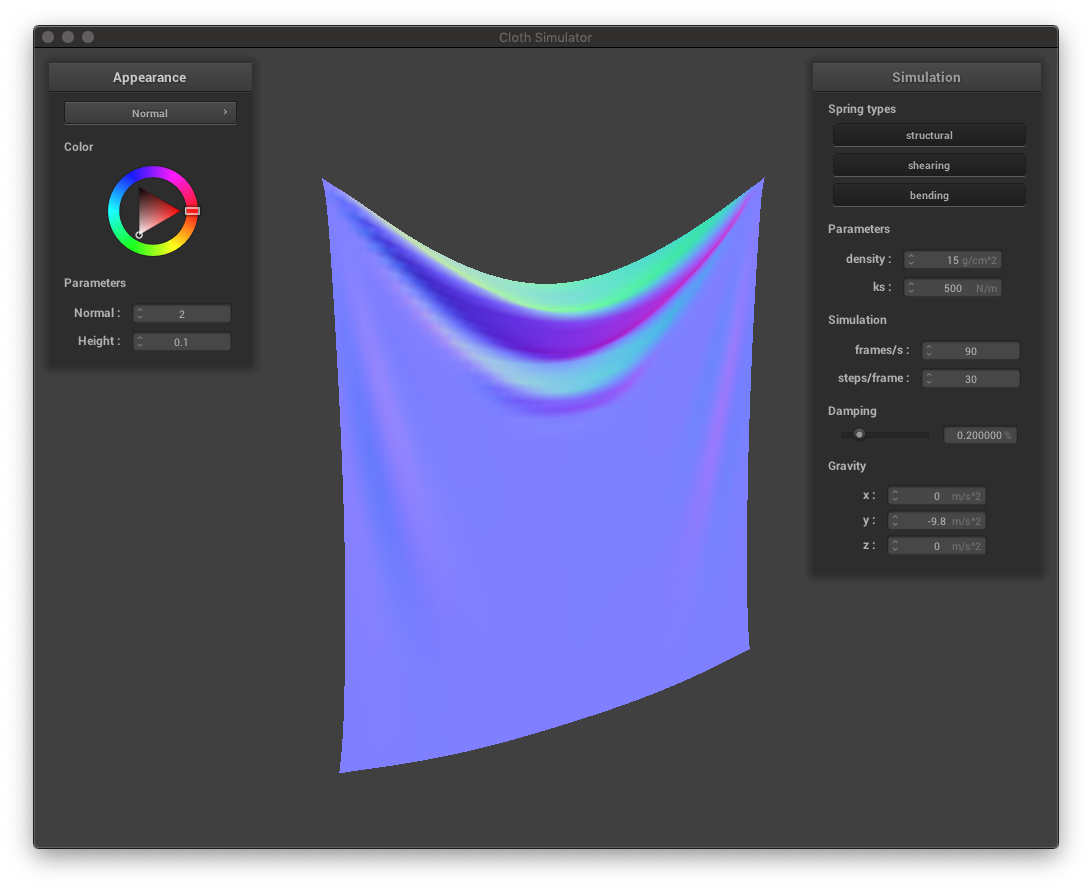 Cloth Simulator
Appearance
Normal
Color
Parameters
Normal : 2
Height : 0.1
Simulation
Spring types
structural
shearing
bending
Parameters
density : 15 g/cm^2
ks : 500 N/m
Simulation
frames/s : 90
steps/frame : 30
Damping
0.200000 %
Gravity
x : 0 m/s^2
y : -9.8 m/s^2
z : 0 m/s^2